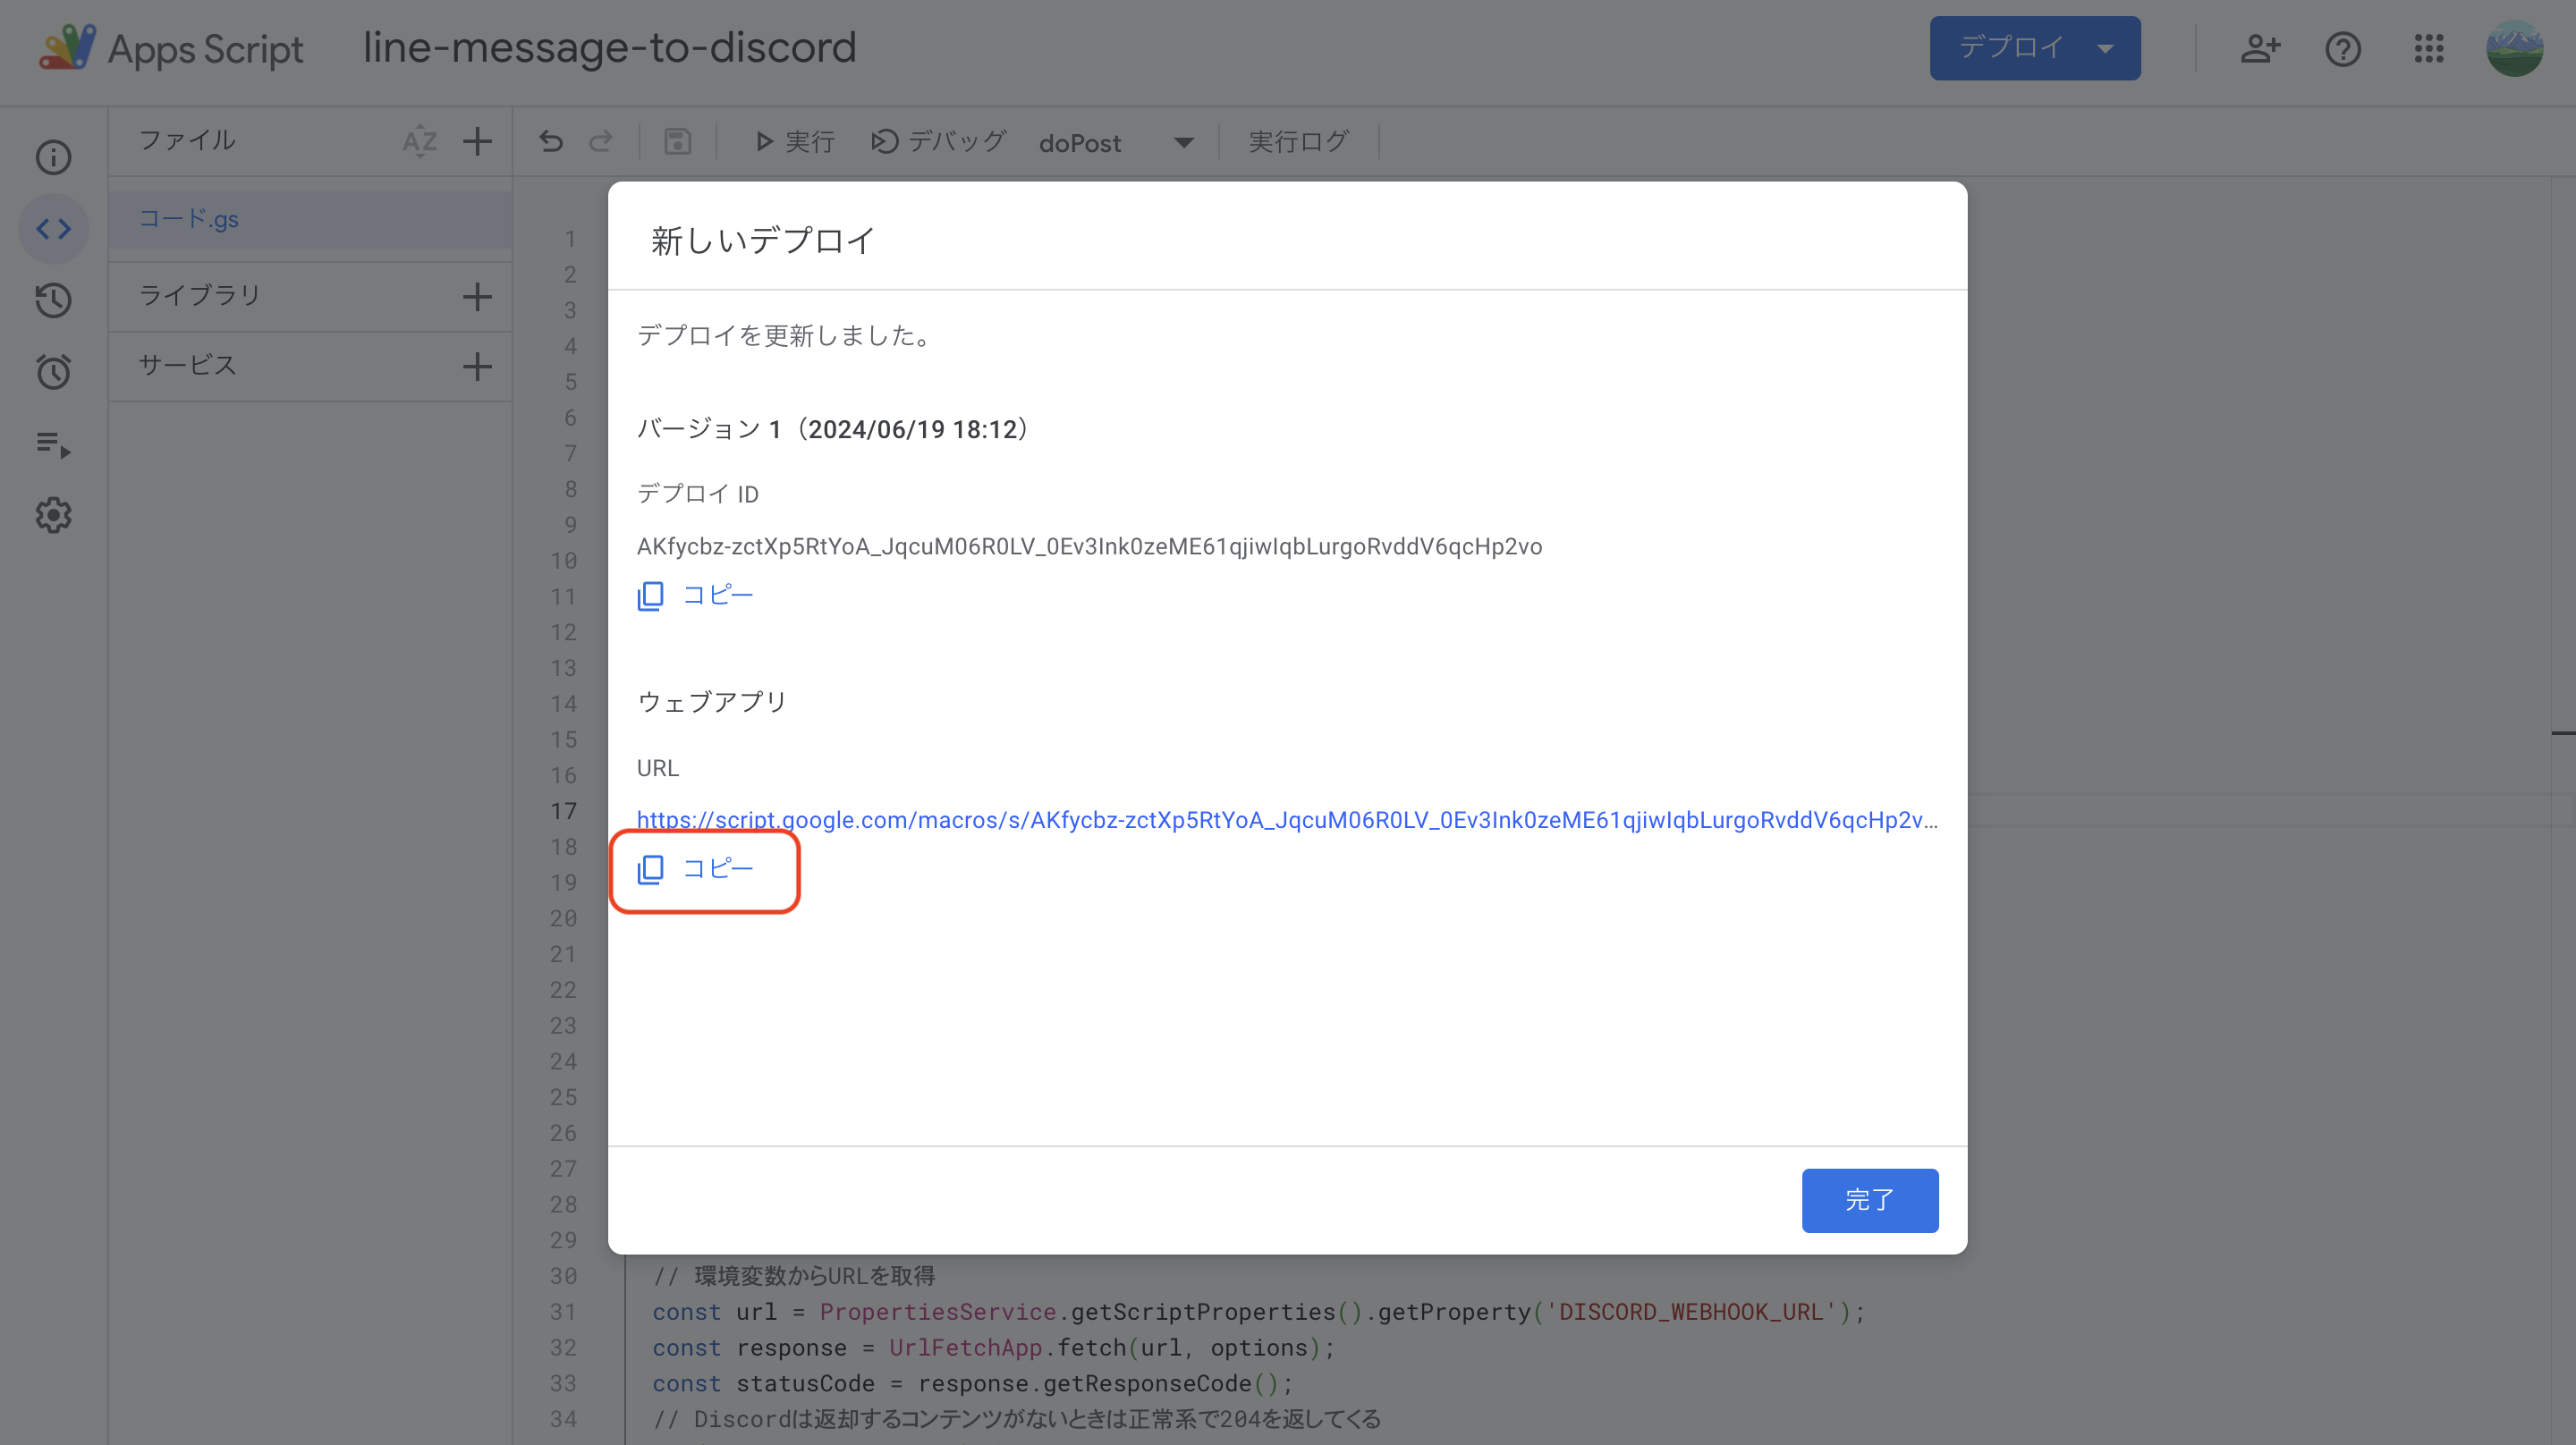 Apps Script
line-message-to-discord
デプロイ
ファイル
AZ
実行
デバッグ
doPost
実行ログ
コード.gs
ライブラリ
サービス
新しいデプロイ
デプロイを更新しました。
バージョン 1（2024/06/19 18:12）
デプロイ ID
AKfycbz-zctXp5RtYoA_JqcuM06R0LV_0Ev3Ink0zeME61qjiwIqbLurgoRvddV6qcHp2vo
コピー
ウェブアプリ
URL
https://script.google.com/macros/s/AKfycbz-zctXp5RtYoA_JqcuM06R0LV_0Ev3Ink0zeME61qjiwIqbLurgoRvddV6qcHp2v...
コピー
完了
1
2
3
4
5
6
7
8
9
10
11
12
13
14
15
16
17
18
19
20
21
22
23
24
25
26
27
28
29
30 // 環境変数からURLを取得
31 const url = PropertiesService.getScriptProperties().getProperty('DISCORD_WEBHOOK_URL');
32 const response = UrlFetchApp.fetch(url, options);
33 const statusCode = response.getResponseCode();
34 // Discordは返却するコンテンツがないときは正常系で204を返してくる